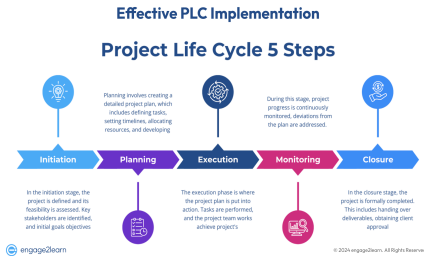 Effective PLC Implementation
Project Life Cycle 5 Steps
Planning involves creating a
detailed project plan, which
includes defining tasks,
setting timelines, allocating
resources, and developing
During this stage, project
progress is continuously
monitored, deviations from
the plan are addressed.
Initiation
Planning
Execution
Monitoring
Closure
In the initiation stage, the
project is defined and its
feasibility is assessed. Key
stakeholders are identified,
and initial goals objectives
The execution phase is where
the project plan is put into
action. Tasks are performed,
and the project team works
achieve project's
In the closure stage, the
project is formally completed.
This includes handing over
deliverables, obtaining client
approval
engage2learn
© 2024 engage2learn. All Rights Reserve